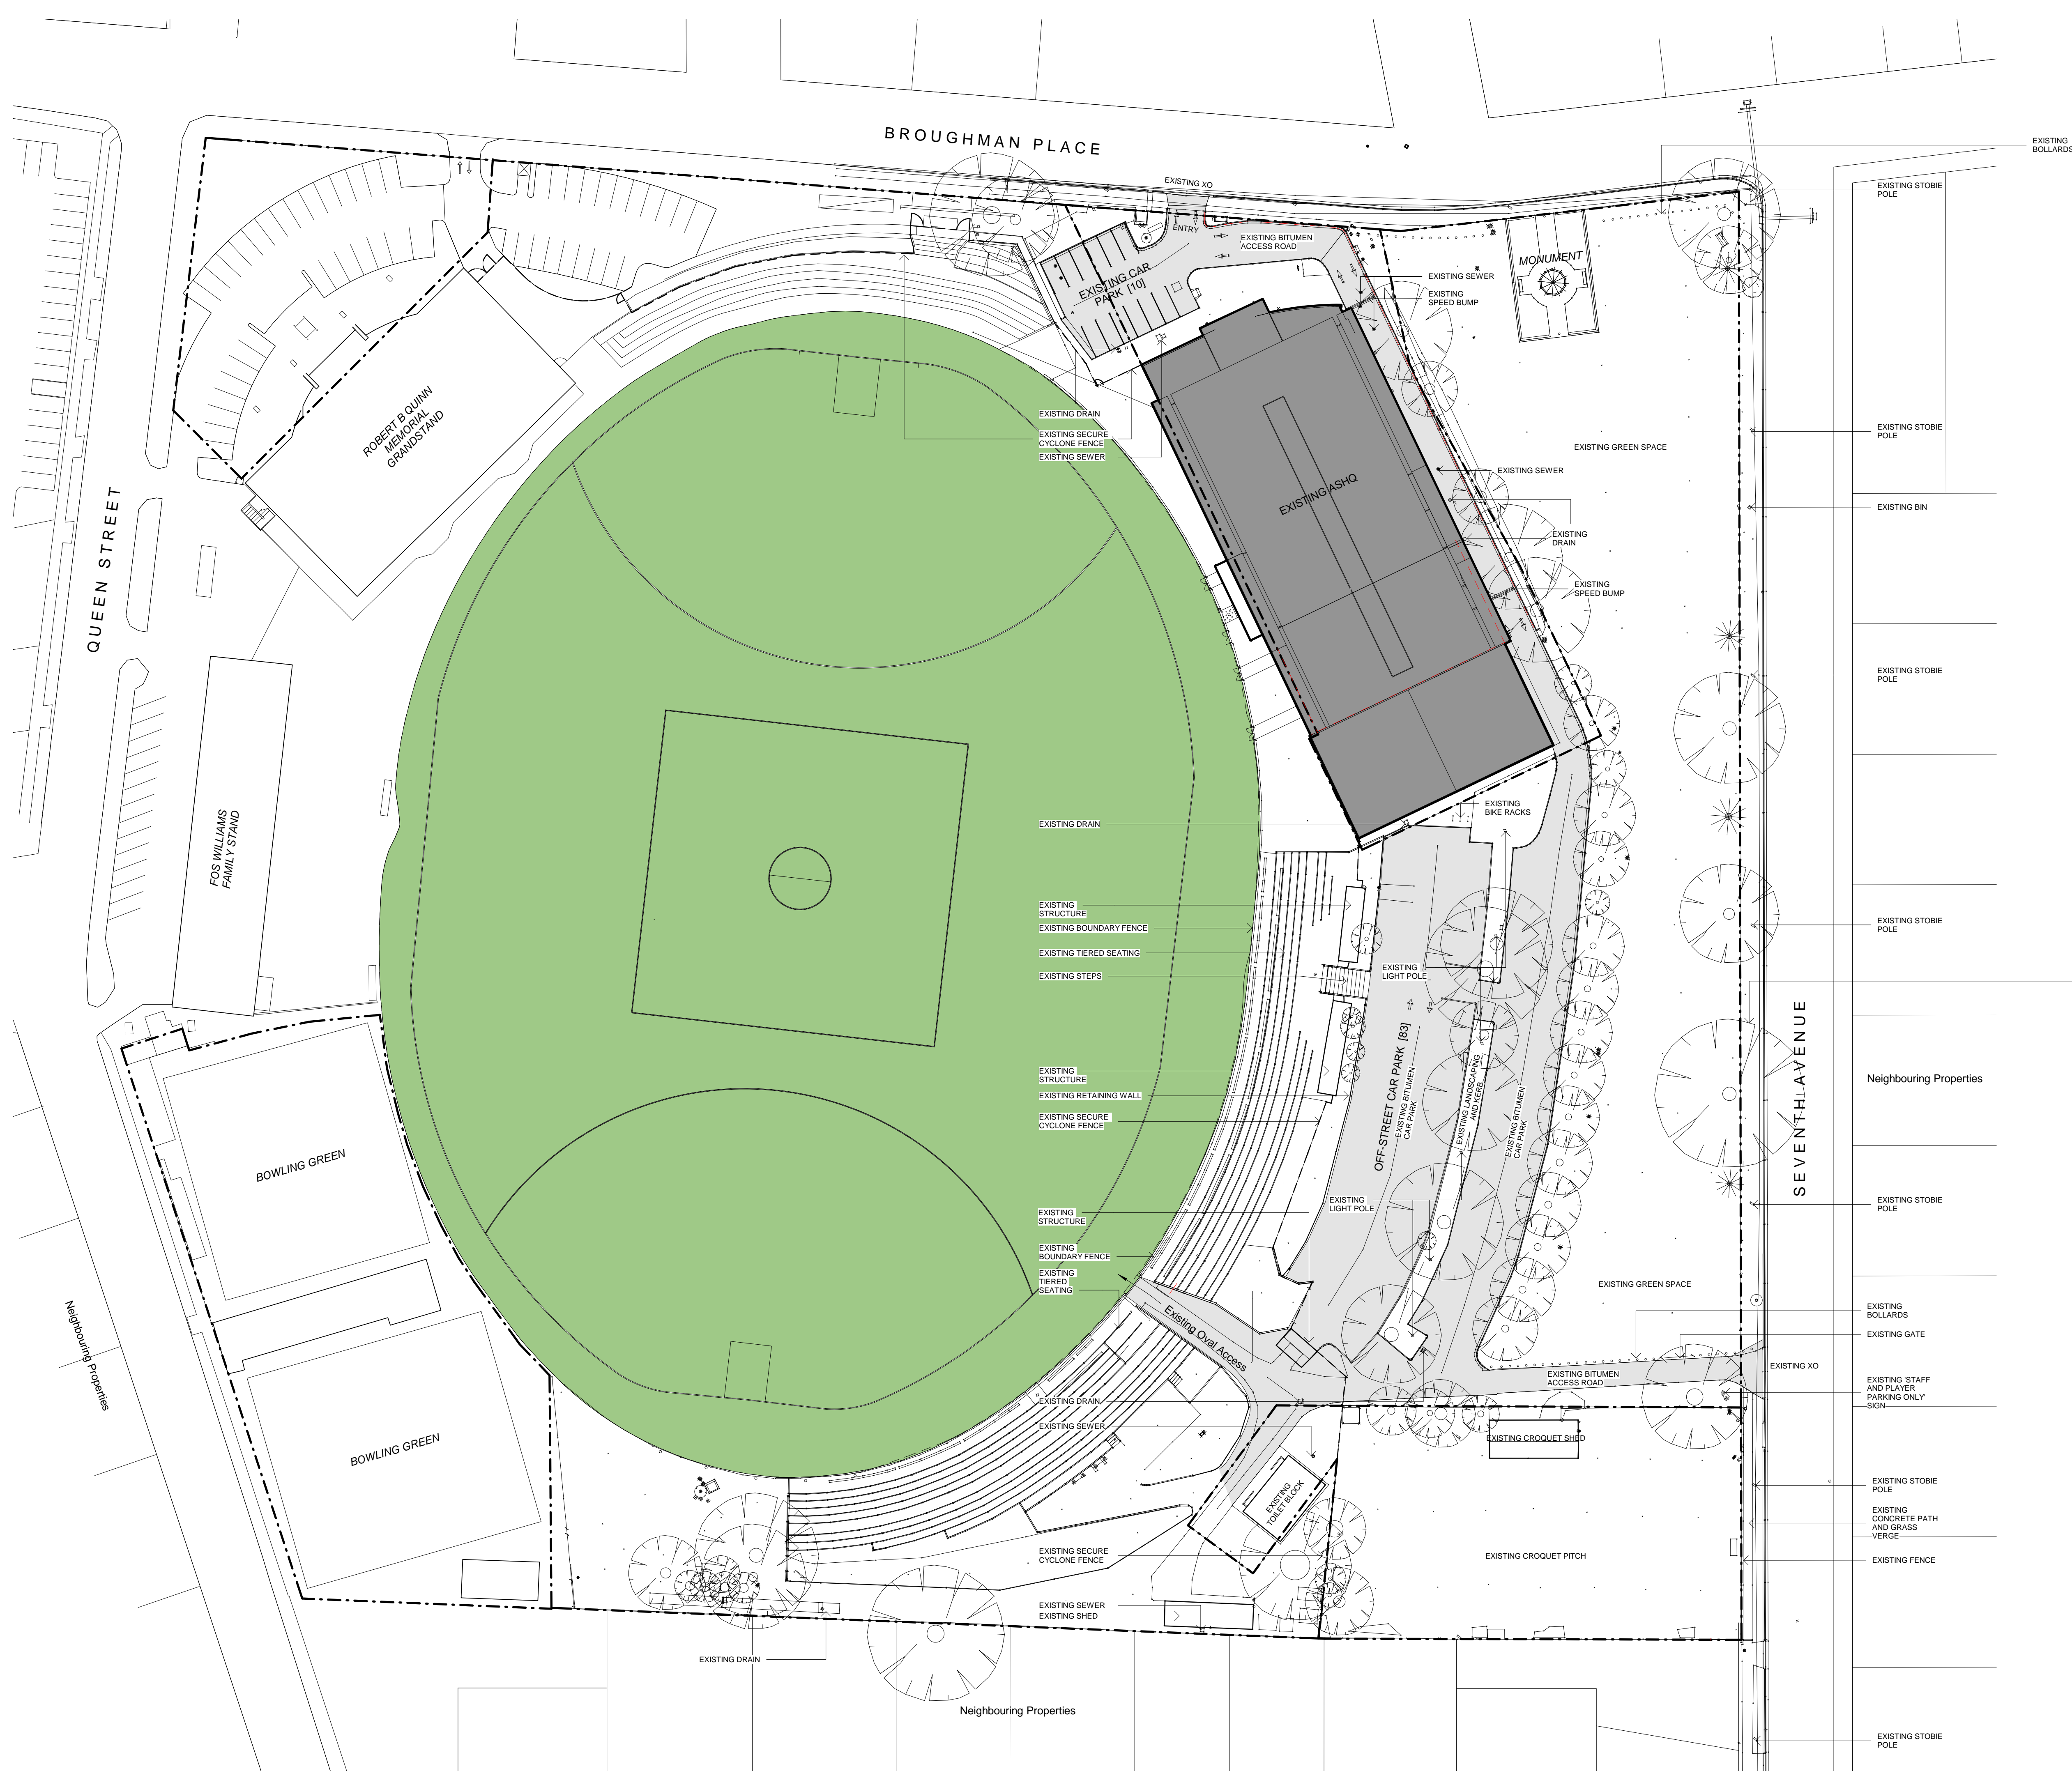 BROUGHMAN PLACE
EXISTING
BOLLARDS
EXISTING XO
EXISTING STOBIE
POLE
ENTRY
EXISTING BITUMEN
ACCESS ROAD
MONUMENT
EXISTING CAR
PARK [10]
EXISTING SEWER
EXISTING
SPEED BUMP
ROBERT B QUINN
MEMORIAL
GRANDSTAND
EXISTING DRAIN
EXISTING SECURE
CYCLONE FENCE
EXISTING SEWER
EXISTING STOBIE
POLE
EXISTING GREEN SPACE
EXISTING SEWER
EXISTING ASHQ
EXISTING BIN
QUEEN STREET
EXISTING
DRAIN
EXISTING
SPEED BUMP
EXISTING STOBIE
POLE
FOS WILLIAMS
FAMILY STAND
EXISTING
BIKE RACKS
EXISTING DRAIN
EXISTING
STRUCTURE
EXISTING BOUNDARY FENCE
EXISTING STOBIE
POLE
EXISTING TIERED SEATING
EXISTING STEPS
EXISTING
LIGHT POLE
OFF-STREET CAR PARK [83]
EXISTING BITUMEN
CAR PARK
EXISTING LANDSCAPING
AND KERB
EXISTING BITUMEN
CAR PARK
SEVENTH AVENUE
Neighbouring Properties
EXISTING
STRUCTURE
EXISTING RETAINING WALL
EXISTING SECURE
CYCLONE FENCE
BOWLING GREEN
EXISTING
LIGHT POLE
EXISTING STOBIE
POLE
EXISTING
STRUCTURE
EXISTING
BOUNDARY FENCE
EXISTING
TIERED
SEATING
EXISTING GREEN SPACE
Existing Oval Access
EXISTING
BOLLARDS
EXISTING GATE
EXISTING XO
EXISTING BITUMEN
ACCESS ROAD
EXISTING 'STAFF
AND PLAYER
PARKING ONLY'
SIGN
Neighbouring Properties
EXISTING DRAIN
EXISTING SEWER
EXISTING CROQUET SHED
BOWLING GREEN
EXISTING STOBIE
POLE
EXISTING
TOILET BLOCK
EXISTING
CONCRETE PATH
AND GRASS
VERGE
EXISTING SECURE
CYCLONE FENCE
EXISTING CROQUET PITCH
EXISTING FENCE
EXISTING SEWER
EXISTING SHED
EXISTING DRAIN
Neighbouring Properties
EXISTING STOBIE
POLE